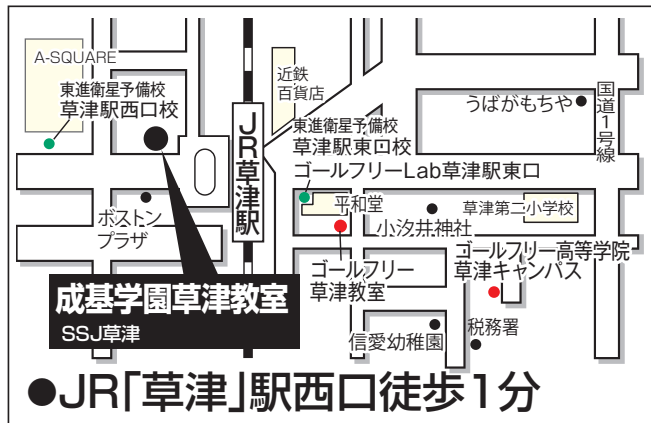 A-SQUARE
東進衛星予備校
草津駅西口校
近鉄
百貨店
うばがもちや
国道1号線
JR草津駅
東進衛星予備校
草津駅東口校
ゴールフリーLab草津駅東口
平和堂
小汐井神社
草津第二小学校
ボストン
プラザ
ゴールフリー
草津教室
ゴールフリー高等学院
草津キャンパス
成基学園草津教室
SSJ草津
信愛幼稚園
税務署
●JR「草津」駅西口徒歩1分